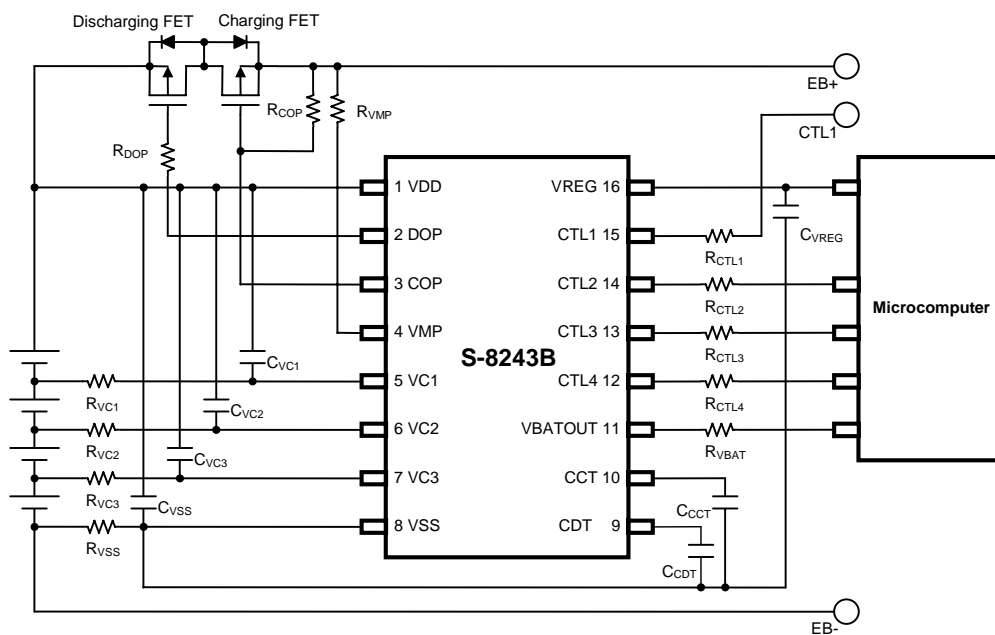 Discharging FET
Charging FET
EB+
RCOP
RVMP
CTL1
RDOP
1 VDD
VREG 16
2 DOP
CTL1 15
CVREG
RCTL1
3 COP
CTL2 14
RCTL2
Microcomputer
4 VMP
CTL3 13
S-8243B
RCTL3
CVC1
5 VC1
CTL4 12
RVC1
CVC2
RCTL4
6 VC2
VBATOUT 11
RVC2
CVC3
RVBAT
7 VC3
CCT 10
RVC3
CVSS
CCCT
8 VSS
CDT 9
RVSS
CCDT
EB-